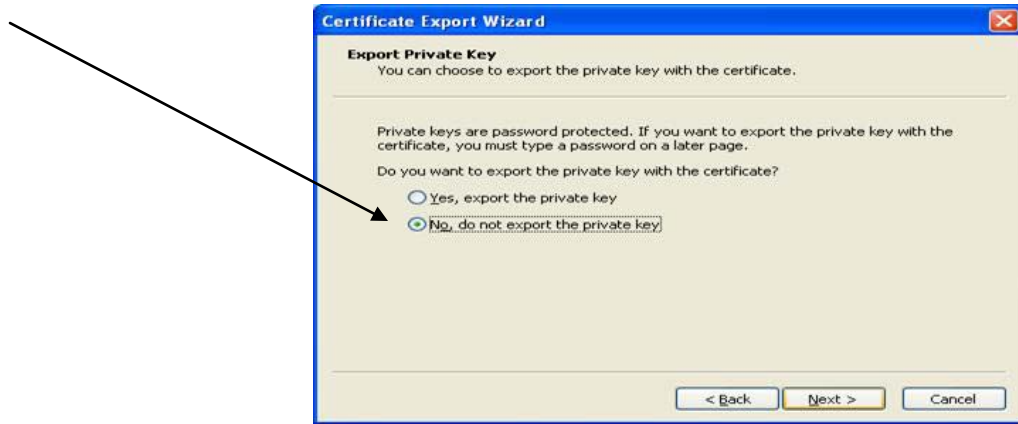 Certificate Export Wizard
Export Private Key
You can choose to export the private key with the certificate.
Private keys are password protected. If you want to export the private key with the
certificate, you must type a password on a later page.
Do you want to export the private key with the certificate?
Yes, export the private key
No, do not export the private key
< Back Next > Cancel